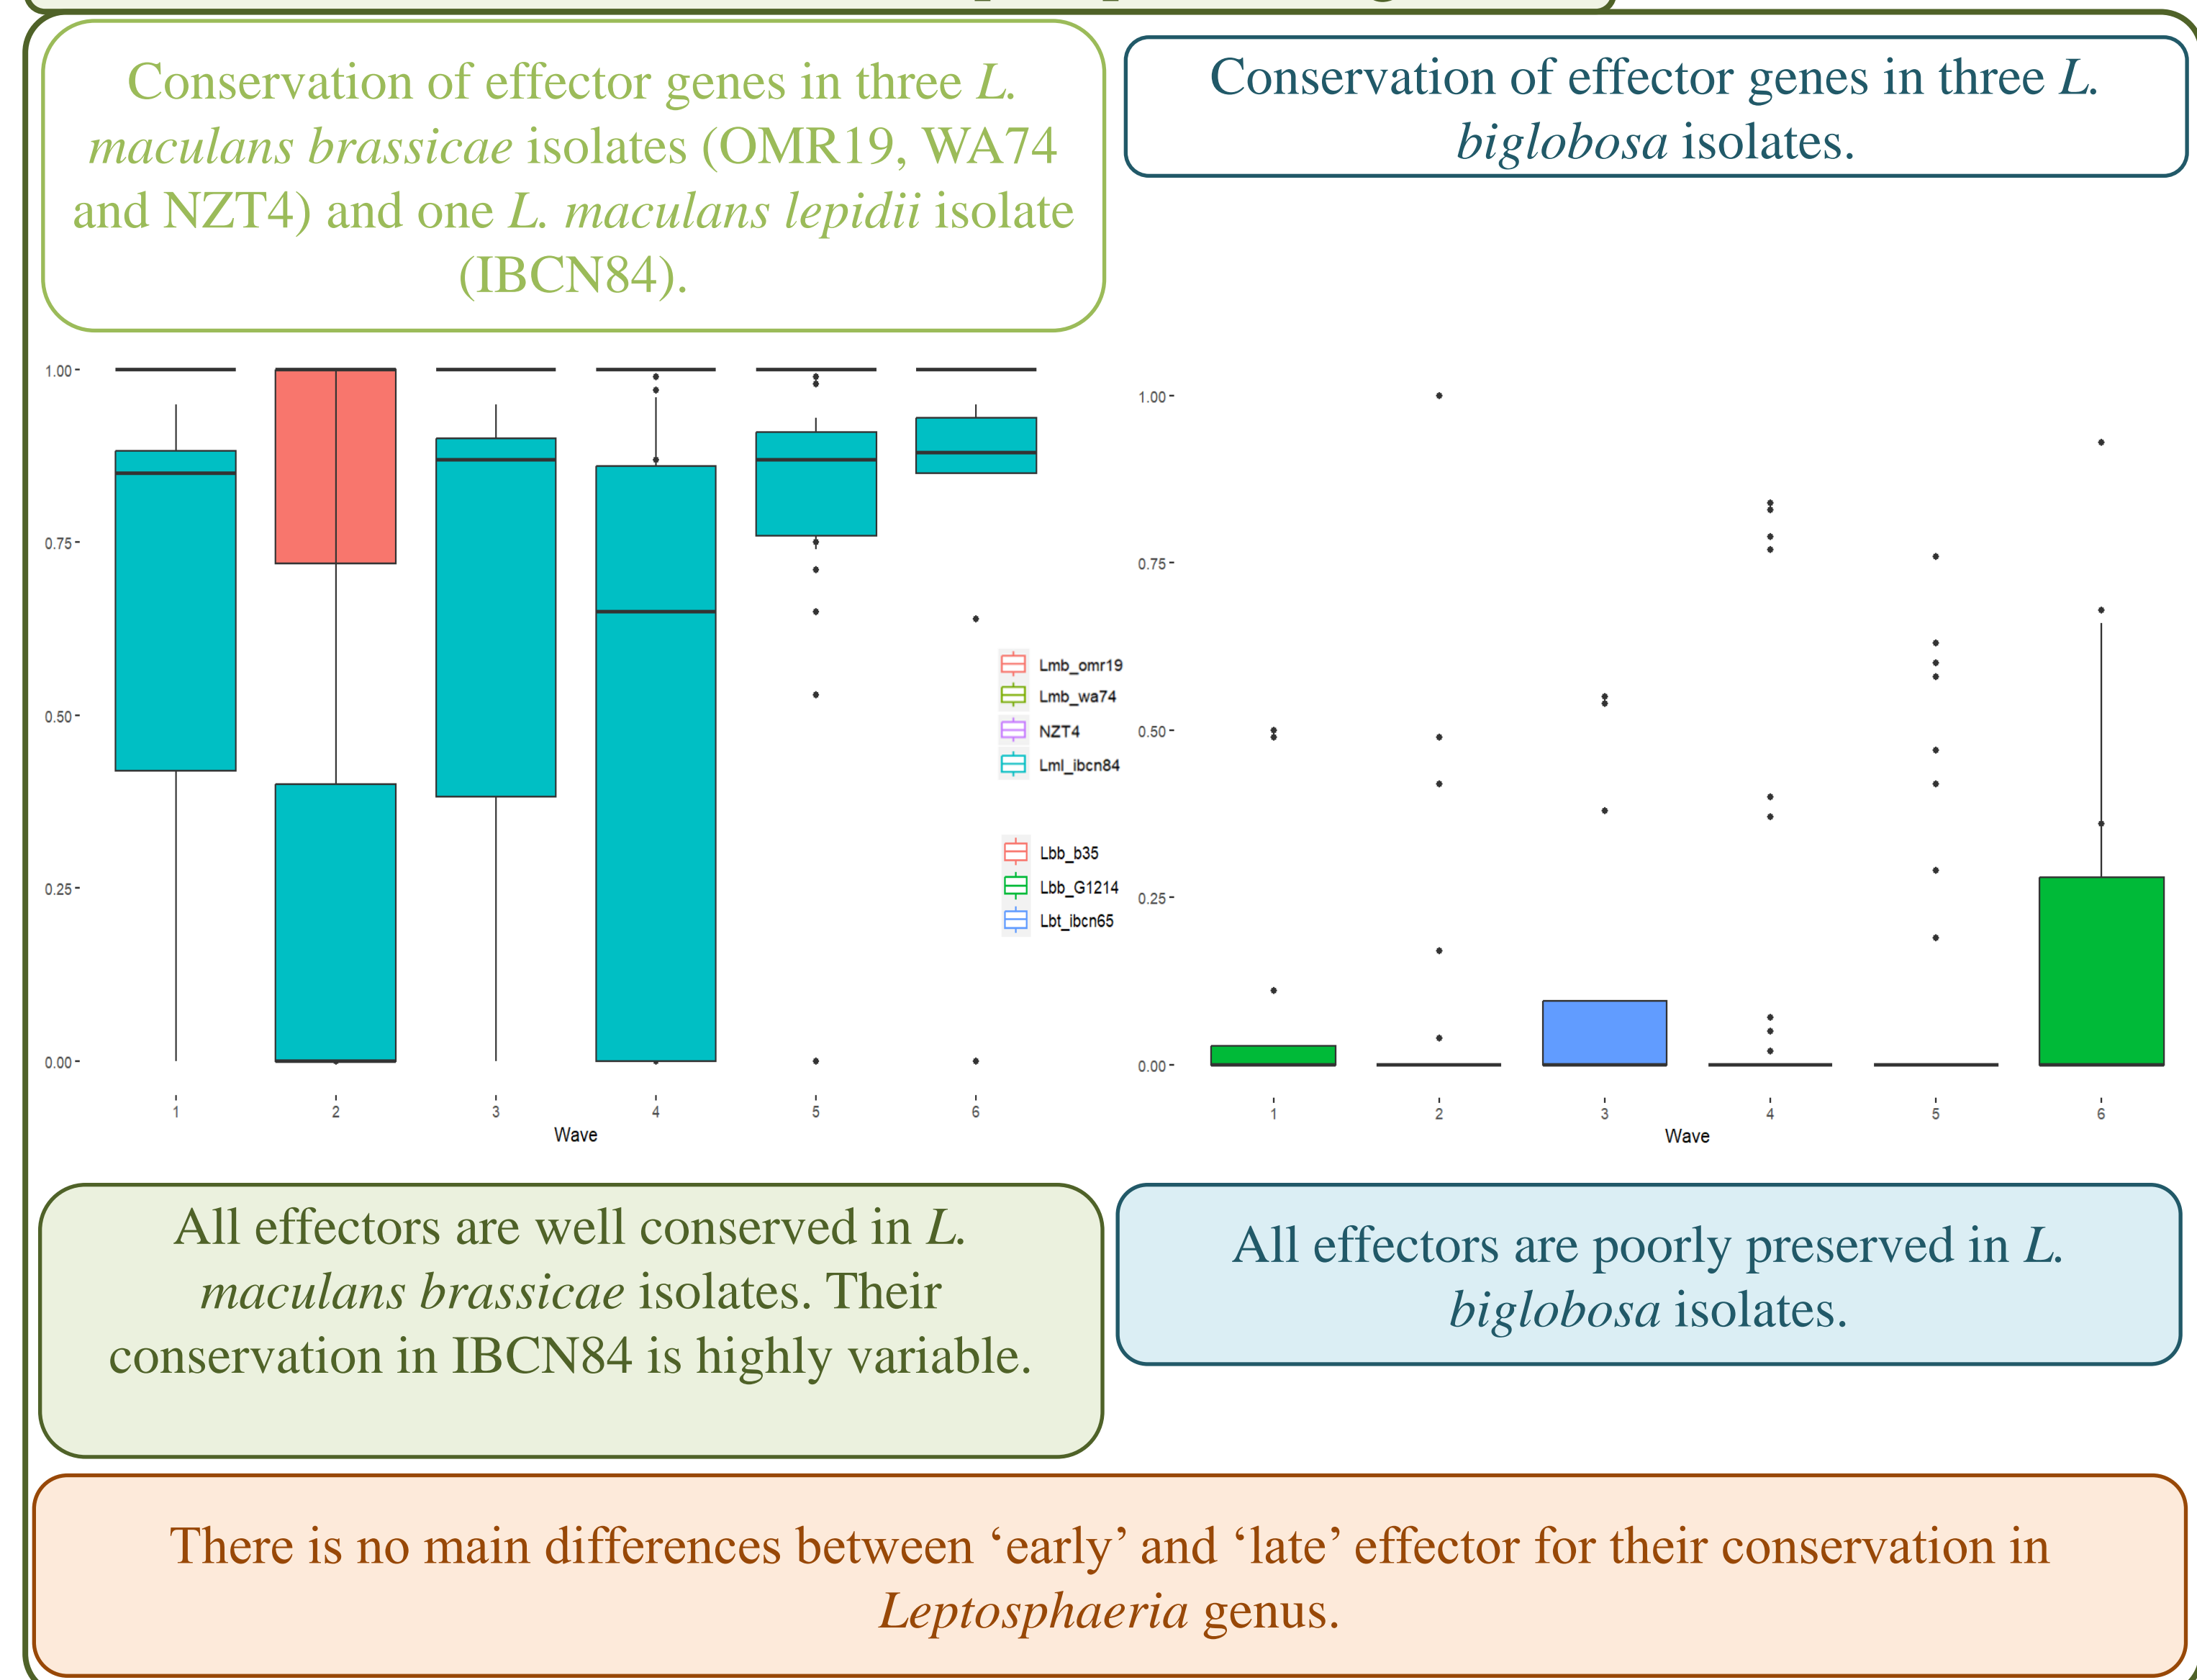 Conservation of effector genes in three L.
maculans brassicae isolates (OMR19, WA74
and NZT4) and one L. maculans lepidii isolate
(IBCN84).
Conservation of effector genes in three L.
biglobosa isolates.
1.00
0.75
0.50
0.25
0.00
1 2 3 4 5 6
Wave
Lmb_omr19
Lmb_wa74
NZT4
Lml_ibcn84
Lbb_b35
Lbb_G1214
Lbt_ibcn65
1.00
0.75
0.50
0.25
0.00
1 2 3 4 5 6
Wave
All effectors are well conserved in L.
maculans brassicae isolates. Their
conservation in IBCN84 is highly variable.
All effectors are poorly preserved in L.
biglobosa isolates.
There is no main differences between ‘early’ and ‘late’ effector for their conservation in
Leptosphaeria genus.